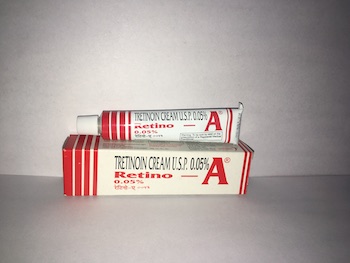 TRETINOIN CREAM U.S.P. 0.05%
Retino — A
0.05%
TRETINOIN CREAM U.S.P. 0.05%
Retino — A®
0.05%